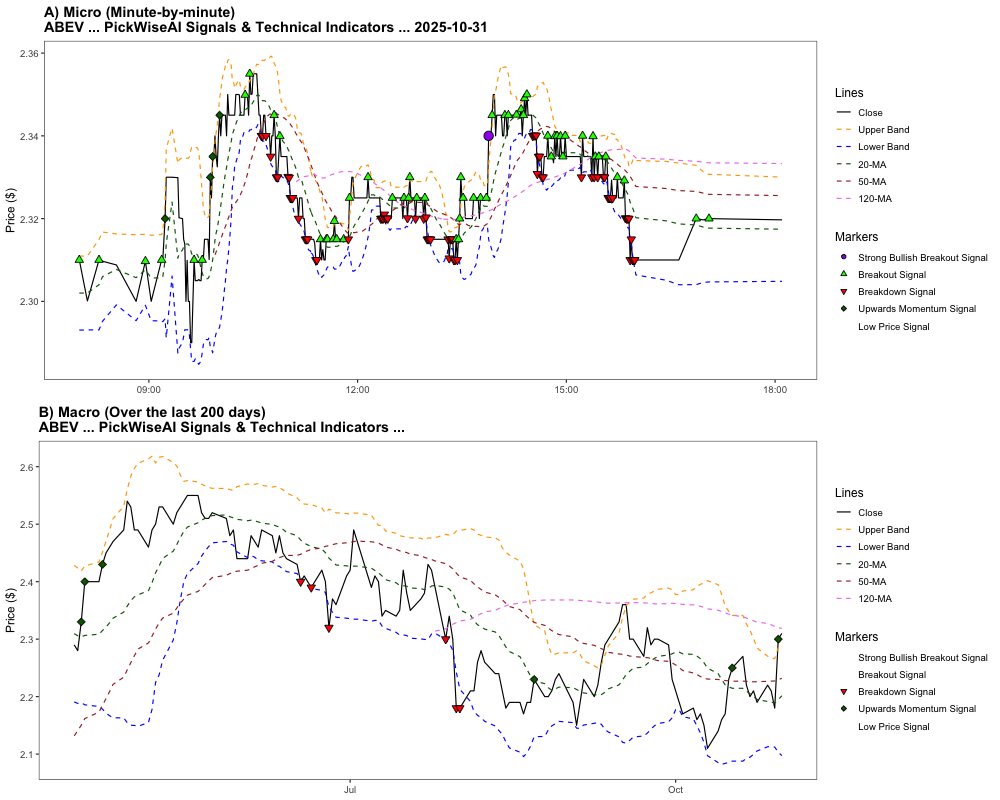 A) Micro (Minute-by-minute)
ABEV ... PickWiseAI Signals & Technical Indicators ... 2025-10-31
2.36
2.34
2.32
2.30
Price ($)
09:00
12:00
15:00
18:00
Lines
Close
Upper Band
Lower Band
20-MA
50-MA
120-MA
Markers
Strong Bullish Breakout Signal
Breakout Signal
Breakdown Signal
Upwards Momentum Signal
Low Price Signal
B) Macro (Over the last 200 days)
ABEV ... PickWiseAI Signals & Technical Indicators ...
2.6
2.5
2.4
2.3
2.2
2.1
Price ($)
Jul
Oct
Lines
Close
Upper Band
Lower Band
20-MA
50-MA
120-MA
Markers
Strong Bullish Breakout Signal
Breakout Signal
Breakdown Signal
Upwards Momentum Signal
Low Price Signal